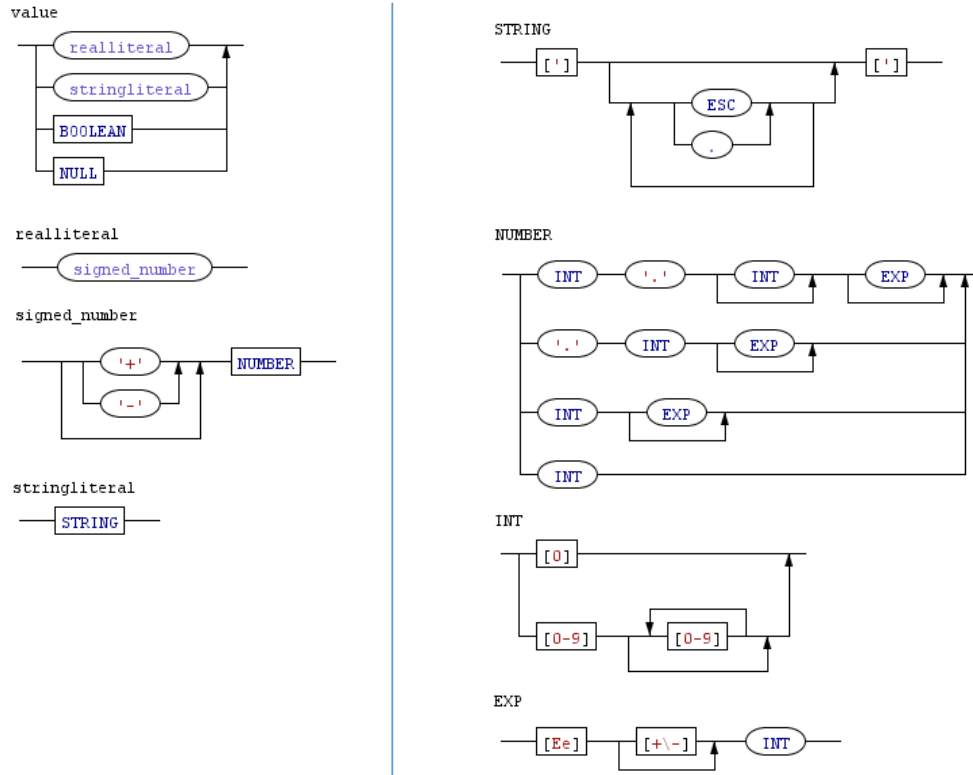 value
realliteral
stringliteral
BOOLEAN
NULL
realliteral
signed_number
signed_number
'+'
NUMBER
'-'
stringliteral
STRING
STRING
['] [']
ESC
.
NUMBER
INT '.' INT EXP
'.' INT EXP
INT EXP
INT
INT
[0]
[0-9] [0-9]
EXP
[Ee] [+\-] INT